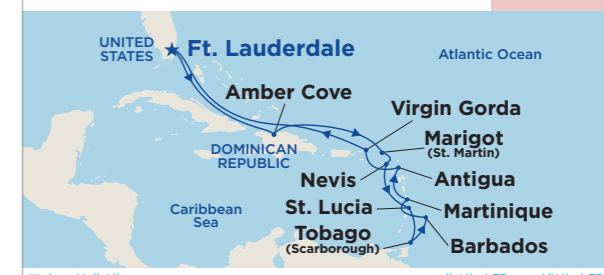 UNITED
STATES
Ft. Lauderdale
Atlantic Ocean
Amber Cove
Virgin Gorda
DOMINICAN
REPUBLIC
Marigot
(St. Martin)
Nevis
Antigua
Caribbean
Sea
St. Lucia
Martinique
Tobago
(Scarborough)
Barbados